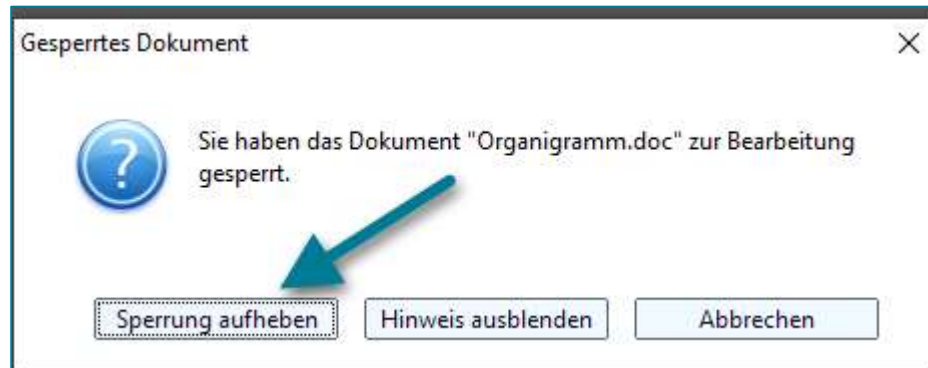 Gesperrtes Dokument
Sie haben das Dokument "Organigramm.doc" zur Bearbeitung
gesperrt.
Sperrung aufheben
Hinweis ausblenden
Abbrechen